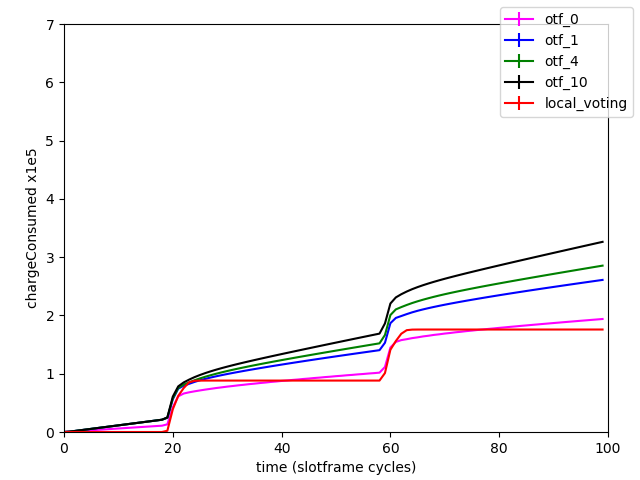 otf_0
otf_1
otf_4
otf_10
local_voting
7
6
5
4
3
2
1
0
chargeConsumed x1e5
0 20 40 60 80 100
time (slotframe cycles)